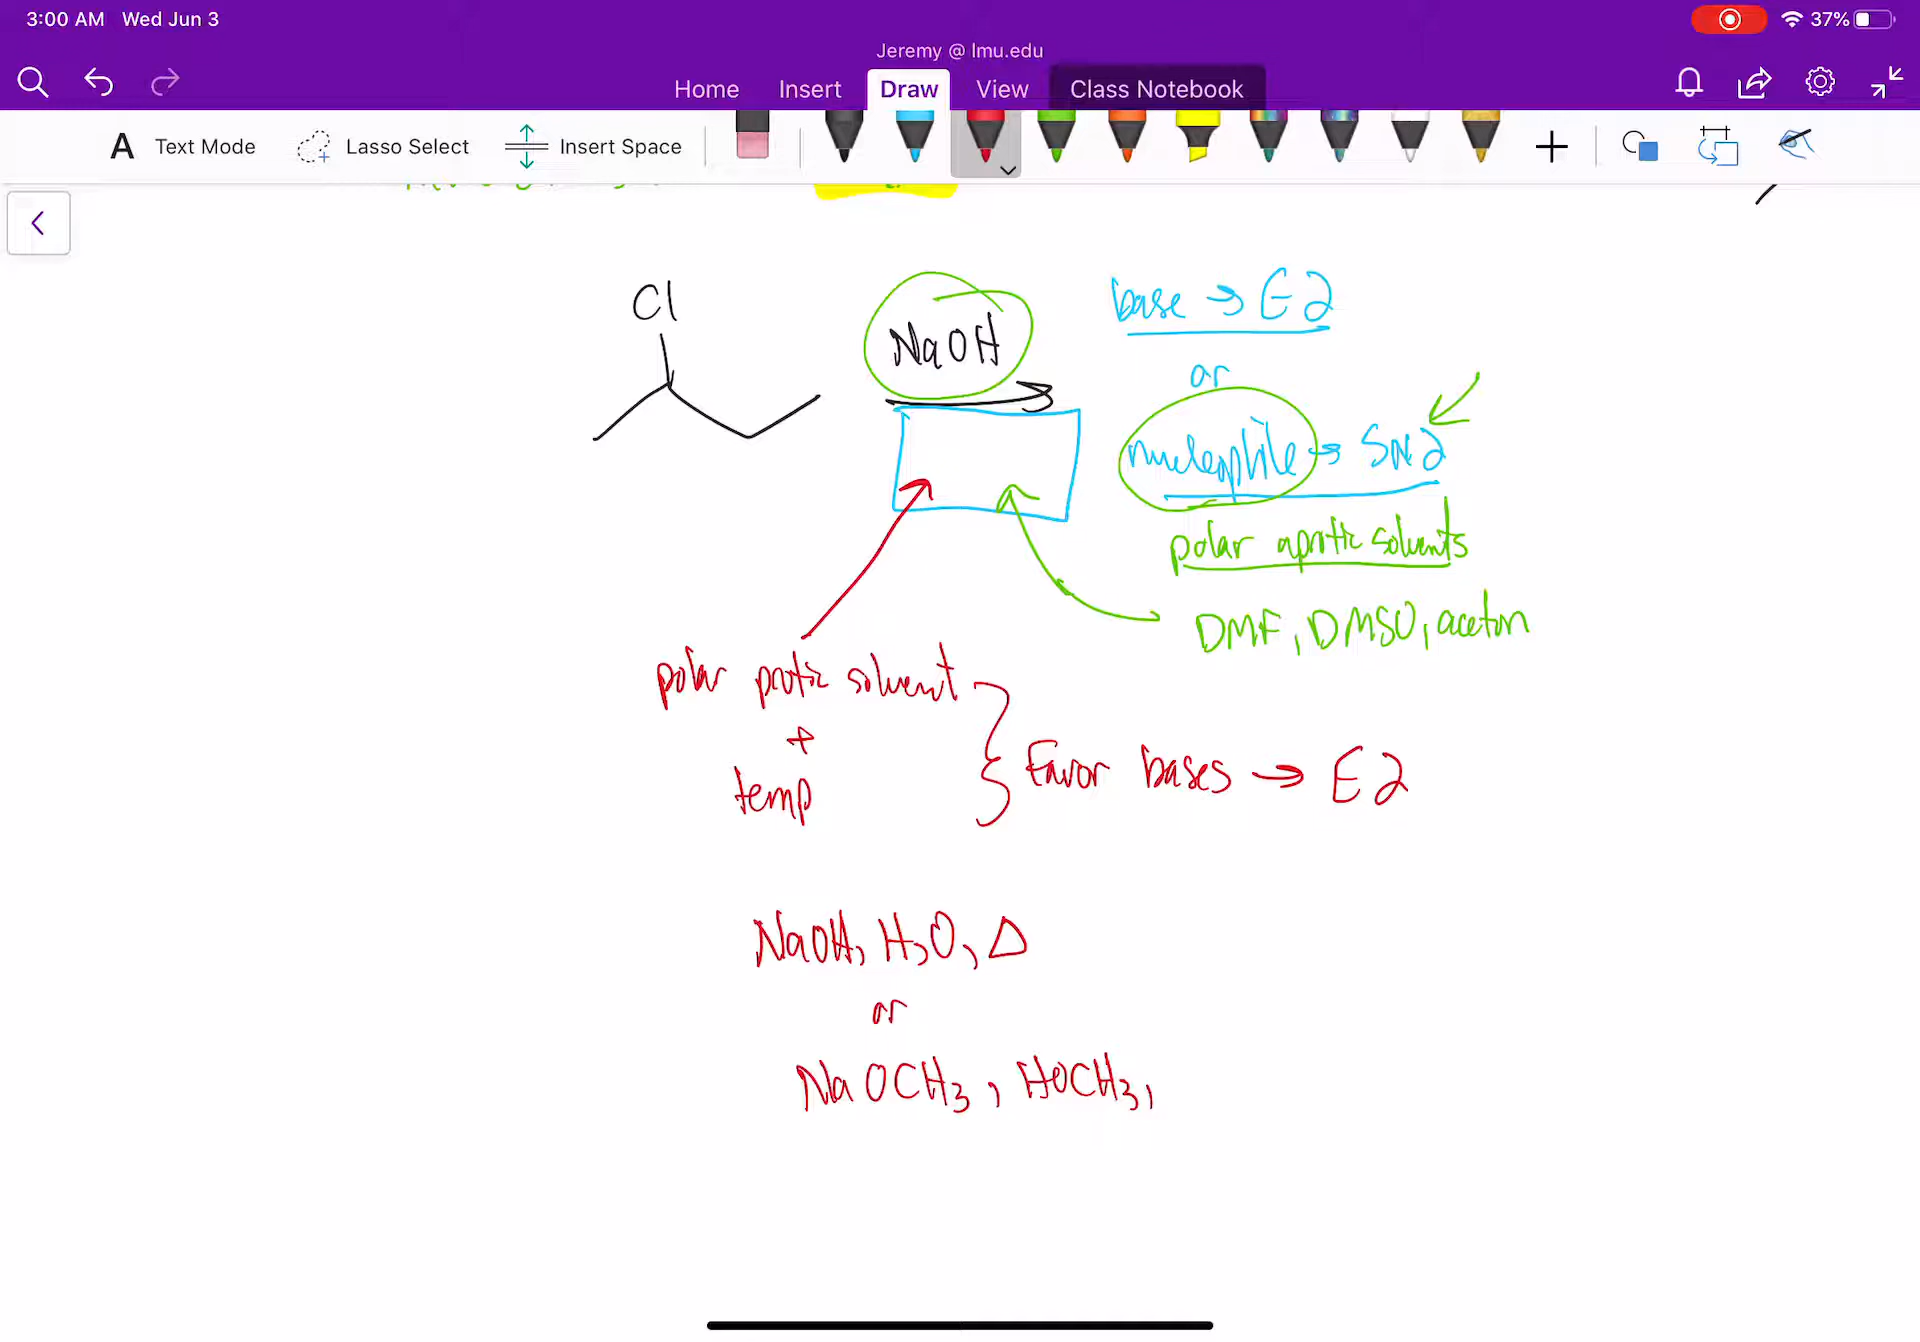 3:00 AM Wed Jun 3
37%
Jeremy @ lmu.edu
Home Insert Draw View Class Notebook
A Text Mode Lasso Select Insert Space
Cl
NaOH
base → E2
or
nucleophile → SN2
polar aprotic solvents
DMF, DMSO, aceton
polar protic solvent
+
temp
Favor bases → E2
NaOH, H2O, Δ
or
NaOCH3, HOCH3,